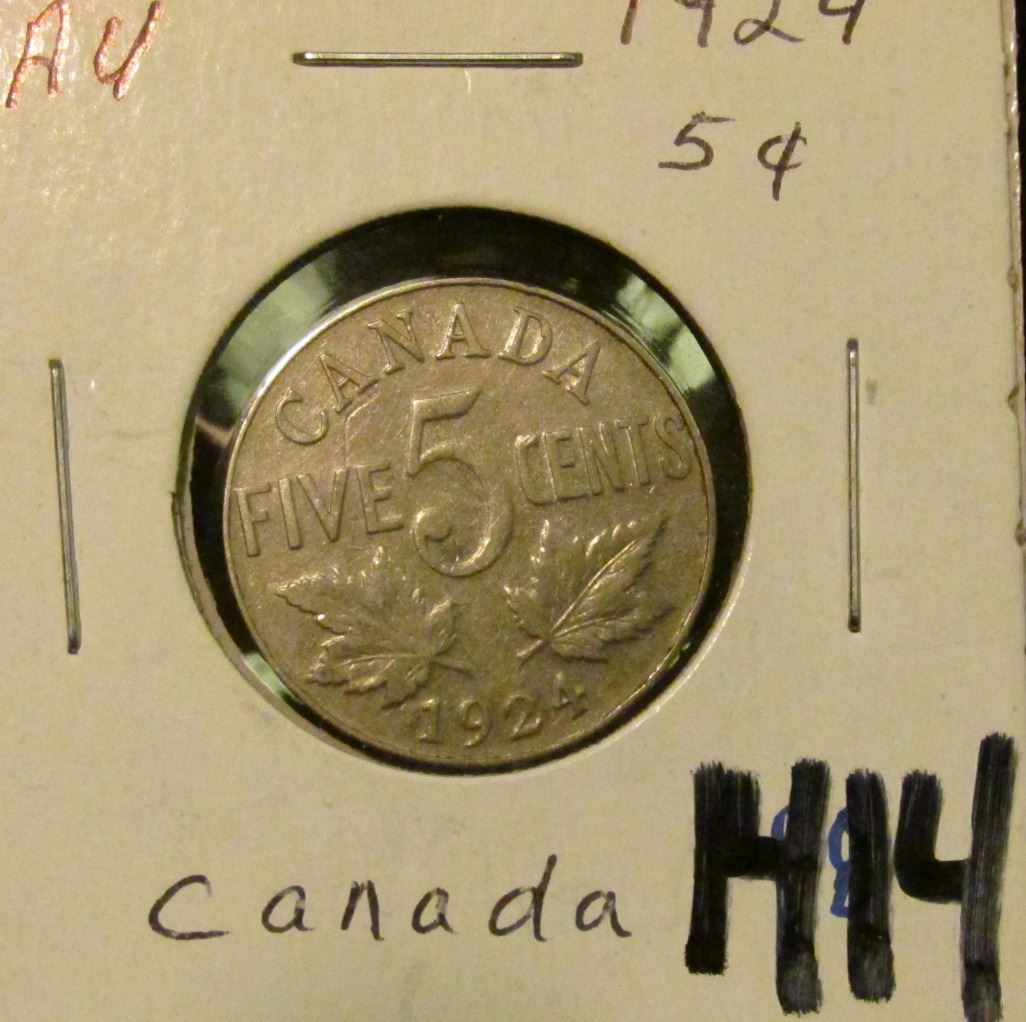 AU
1924
5¢
CANADA
FIVE 5 CENTS
1924
Canada
H14